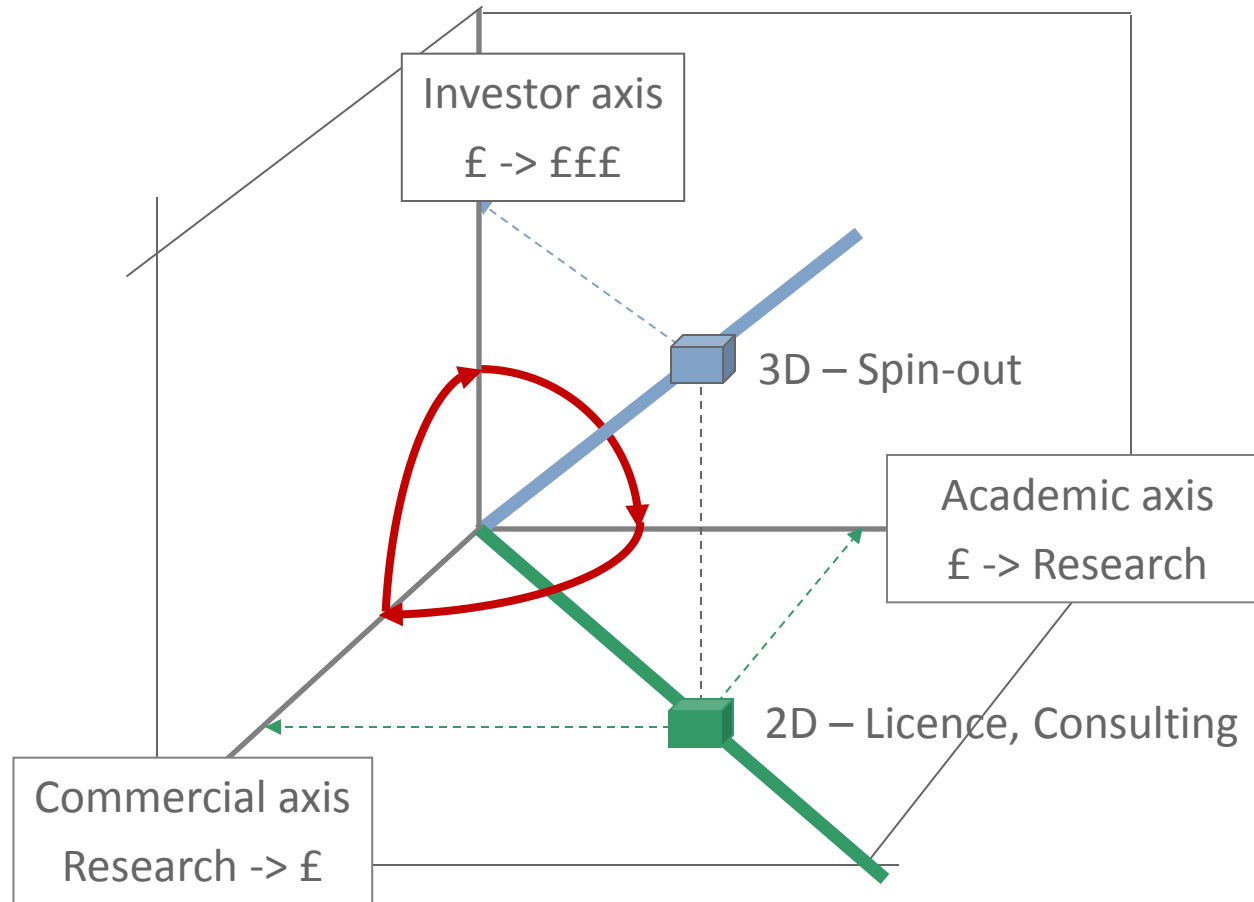 Investor axis
£ -> £££
3D – Spin-out
Academic axis
£ -> Research
2D – Licence, Consulting
Commercial axis
Research -> £